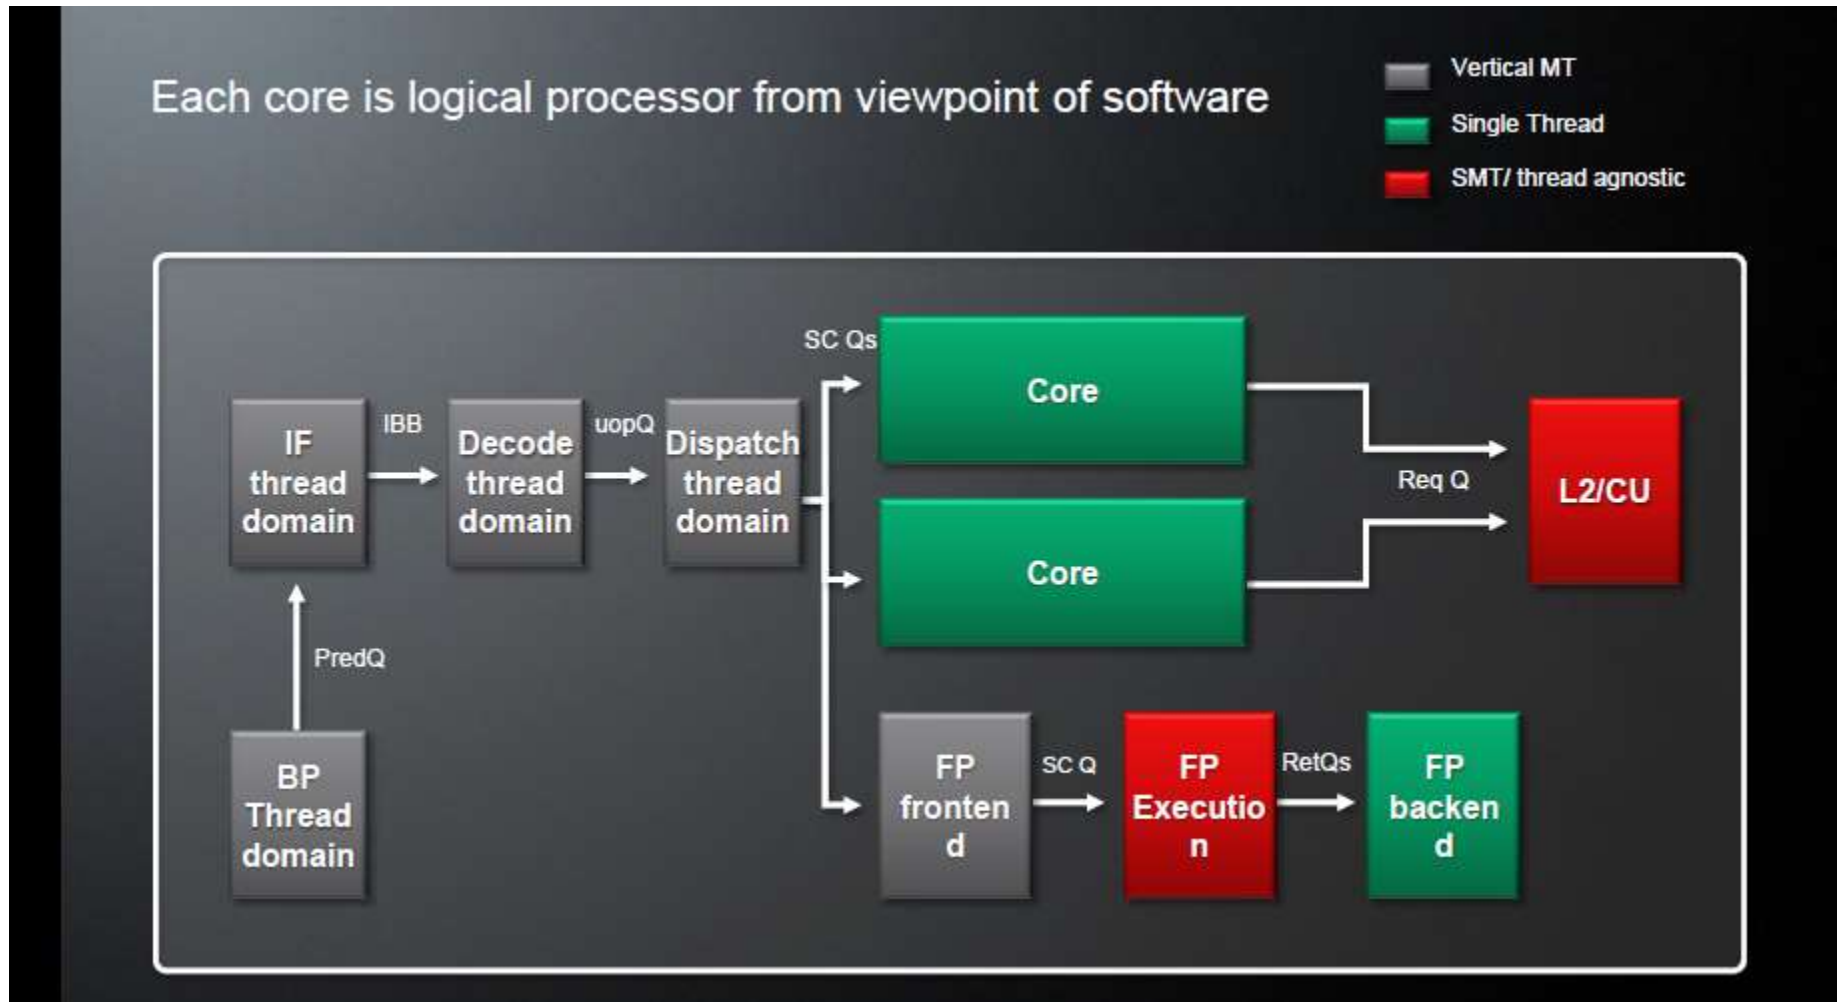 Each core is logical processor from viewpoint of software
Vertical MT
Single Thread
SMT/ thread agnostic
SC Qs
Core
IF
thread
domain
IBB
Decode
thread
domain
uopQ
Dispatch
thread
domain
Req Q
L2/CU
Core
PredQ
BP
Thread
domain
FP
fronten
d
SC Q
FP
Executio
n
RetQs
FP
backen
d